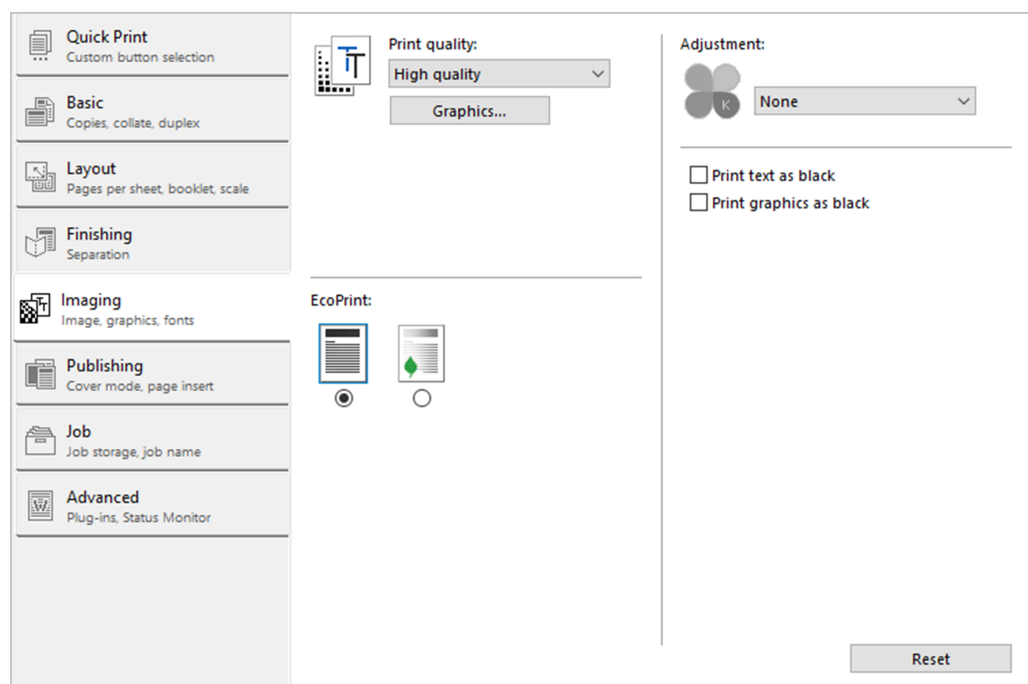 Quick Print
Custom button selection
Basic
Copies, collate, duplex
Layout
Pages per sheet, booklet, scale
Finishing
Separation
Imaging
Image, graphics, fonts
Publishing
Cover mode, page insert
Job
Job storage, job name
Advanced
Plug-ins, Status Monitor
Print quality:
High quality
Graphics...
EcoPrint:
Adjustment:
K
None
Print text as black
Print graphics as black
Reset